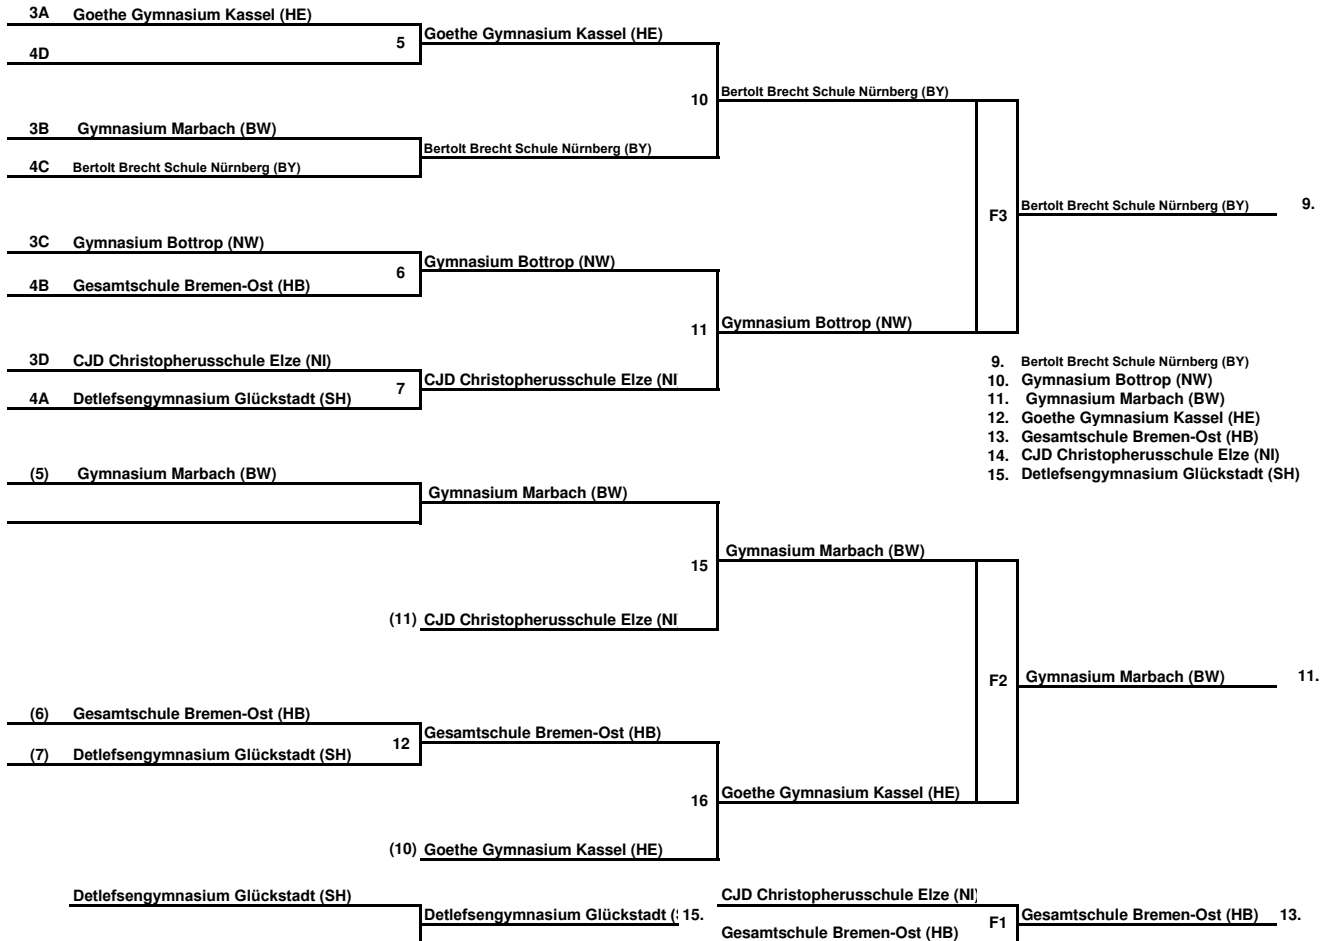 3A Goethe Gymnasium Kassel (HE)
5 Goethe Gymnasium Kassel (HE)
4D
10 Bertolt Brecht Schule Nürnberg (BY)
3B Gymnasium Marbach (BW)
Bertolt Brecht Schule Nürnberg (BY)
4C Bertolt Brecht Schule Nürnberg (BY)
F3 Bertolt Brecht Schule Nürnberg (BY) 9.
3C Gymnasium Bottrop (NW)
6 Gymnasium Bottrop (NW)
4B Gesamtschule Bremen-Ost (HB)
11 Gymnasium Bottrop (NW)
3D CJD Christopherusschule Elze (NI)
7 CJD Christopherusschule Elze (NI
4A Detlefsengymnasium Glückstadt (SH)
9. Bertolt Brecht Schule Nürnberg (BY)
10. Gymnasium Bottrop (NW)
11. Gymnasium Marbach (BW)
12. Goethe Gymnasium Kassel (HE)
13. Gesamtschule Bremen-Ost (HB)
14. CJD Christopherusschule Elze (NI)
15. Detlefsengymnasium Glückstadt (SH)
(5) Gymnasium Marbach (BW)
Gymnasium Marbach (BW)
15 Gymnasium Marbach (BW)
(11) CJD Christopherusschule Elze (NI
F2 Gymnasium Marbach (BW) 11.
(6) Gesamtschule Bremen-Ost (HB)
12 Gesamtschule Bremen-Ost (HB)
(7) Detlefsengymnasium Glückstadt (SH)
16 Goethe Gymnasium Kassel (HE)
(10) Goethe Gymnasium Kassel (HE)
Detlefsengymnasium Glückstadt (SH)
Detlefsengymnasium Glückstadt ( 15.
CJD Christopherusschule Elze (NI)
F1 Gesamtschule Bremen-Ost (HB) 13.
Gesamtschule Bremen-Ost (HB)